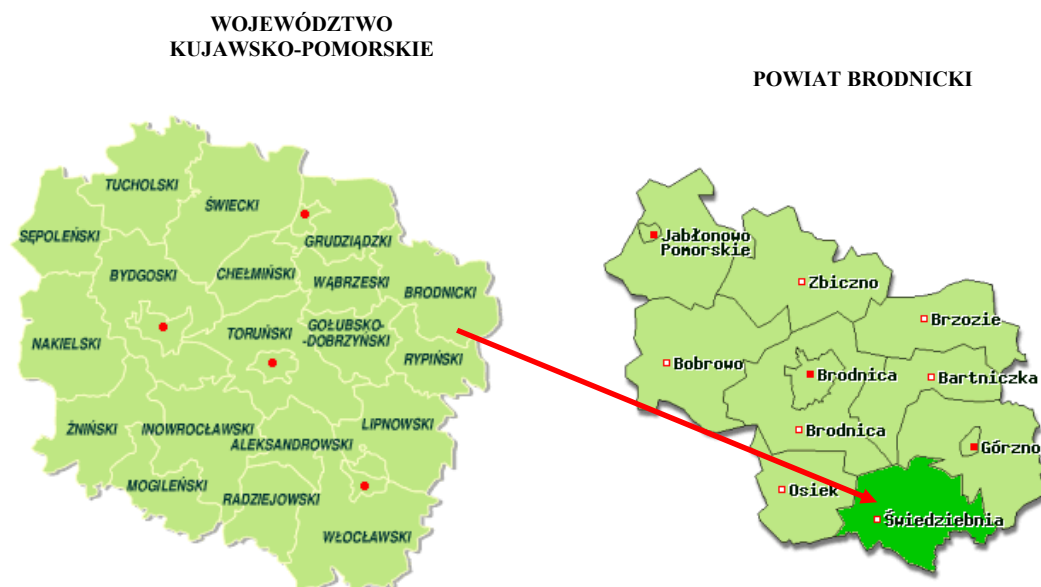 WOJEWÓDZTWO
KUJAWSKO-POMORSKIE
POWIAT BRODNICKI
TUCHOLSKI
ŚWIECKI
SĘPOLEŃSKI
GRUDZIĄDZKI
BYDGOSKI
CHEŁMIŃSKI
WĄBRZESKI
BRODNICKI
NAKIELSKI
TORUŃSKI
GOŁUBSKO-
-DOBRZYŃSKI
RYPIŃSKI
ŻNIŃSKI
INOWROCŁAWSKI
ALEKSANDROWSKI
LIPNOWSKI
MOGILEŃSKI
RADZIEJOWSKI
WŁOCŁAWSKI
Jabłonowo
Pomorskie
Zbiczno
Brzozie
Bobrowo
Brodnica
Bartniczka
Brodnica
Górzno
Osiek
Świedziebnia